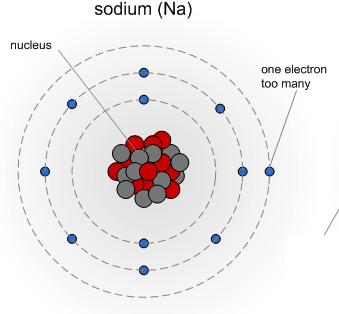 sodium (Na)
nucleus
one electron
too many